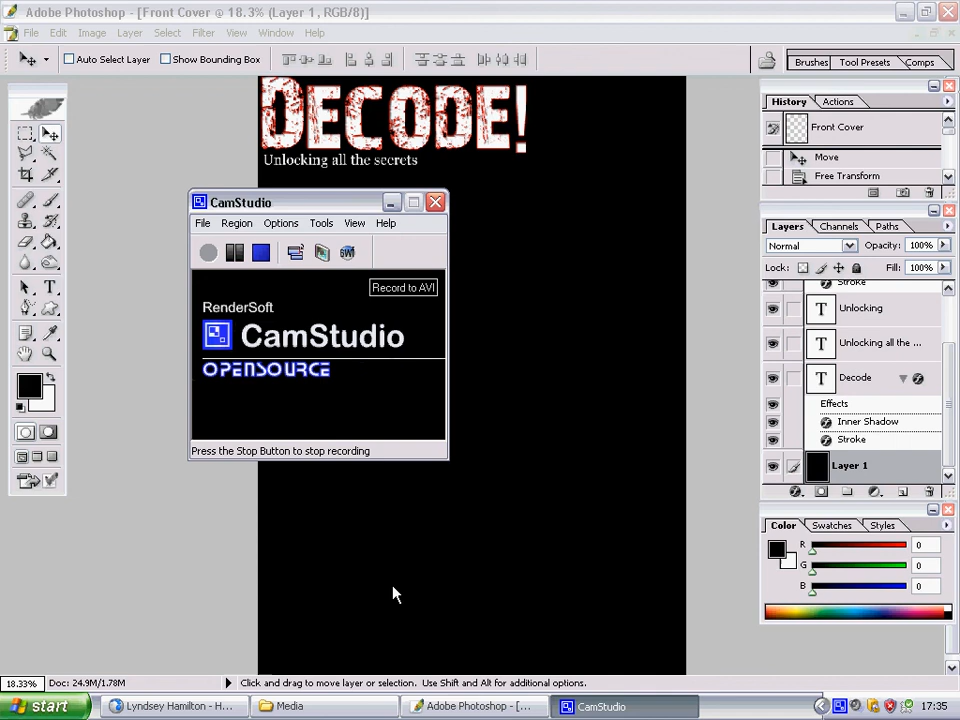 Adobe Photoshop - [Front Cover @ 18.3% (Layer 1, RGB/8)]
File Edit Image Layer Select Filter View Window Help
Auto Select Layer Show Bounding Box
Brushes Tool Presets Comps
DECODE!
Unlocking all the secrets
History Actions
Front Cover
Move
Free Transform
CamStudio
File Region Options Tools View Help
Record to AVI
RenderSoft
CamStudio
OPENSOURCE
Press the Stop Button to stop recording
Layers Channels Paths
Normal Opacity: 100%
Lock: Fill: 100%
Stroke
T Unlocking
T Unlocking all the ...
T Decode
Effects
Inner Shadow
Stroke
Layer 1
Color Swatches Styles
R 0
G 0
B 0
18.33% Doc: 24.9M/1.78M Click and drag to move layer or selection. Use Shift and Alt for additional options.
start Lyndsey Hamilton - H... Media Adobe Photoshop - [... CamStudio 17:35